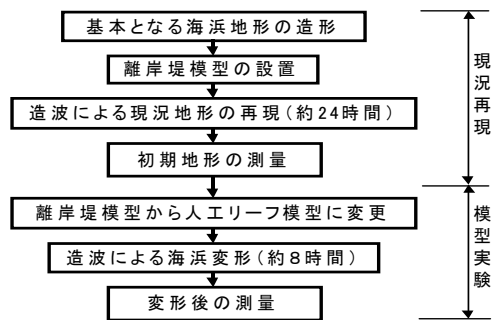 基本となる海浜地形の造形
離岸堤模型の設置
造波による現況地形の再現(約24時間)
初期地形の測量
離岸堤模型から人工リーフ模型に変更
造波による海浜変形(約8時間)
変形後の測量
現況再現
模型実験